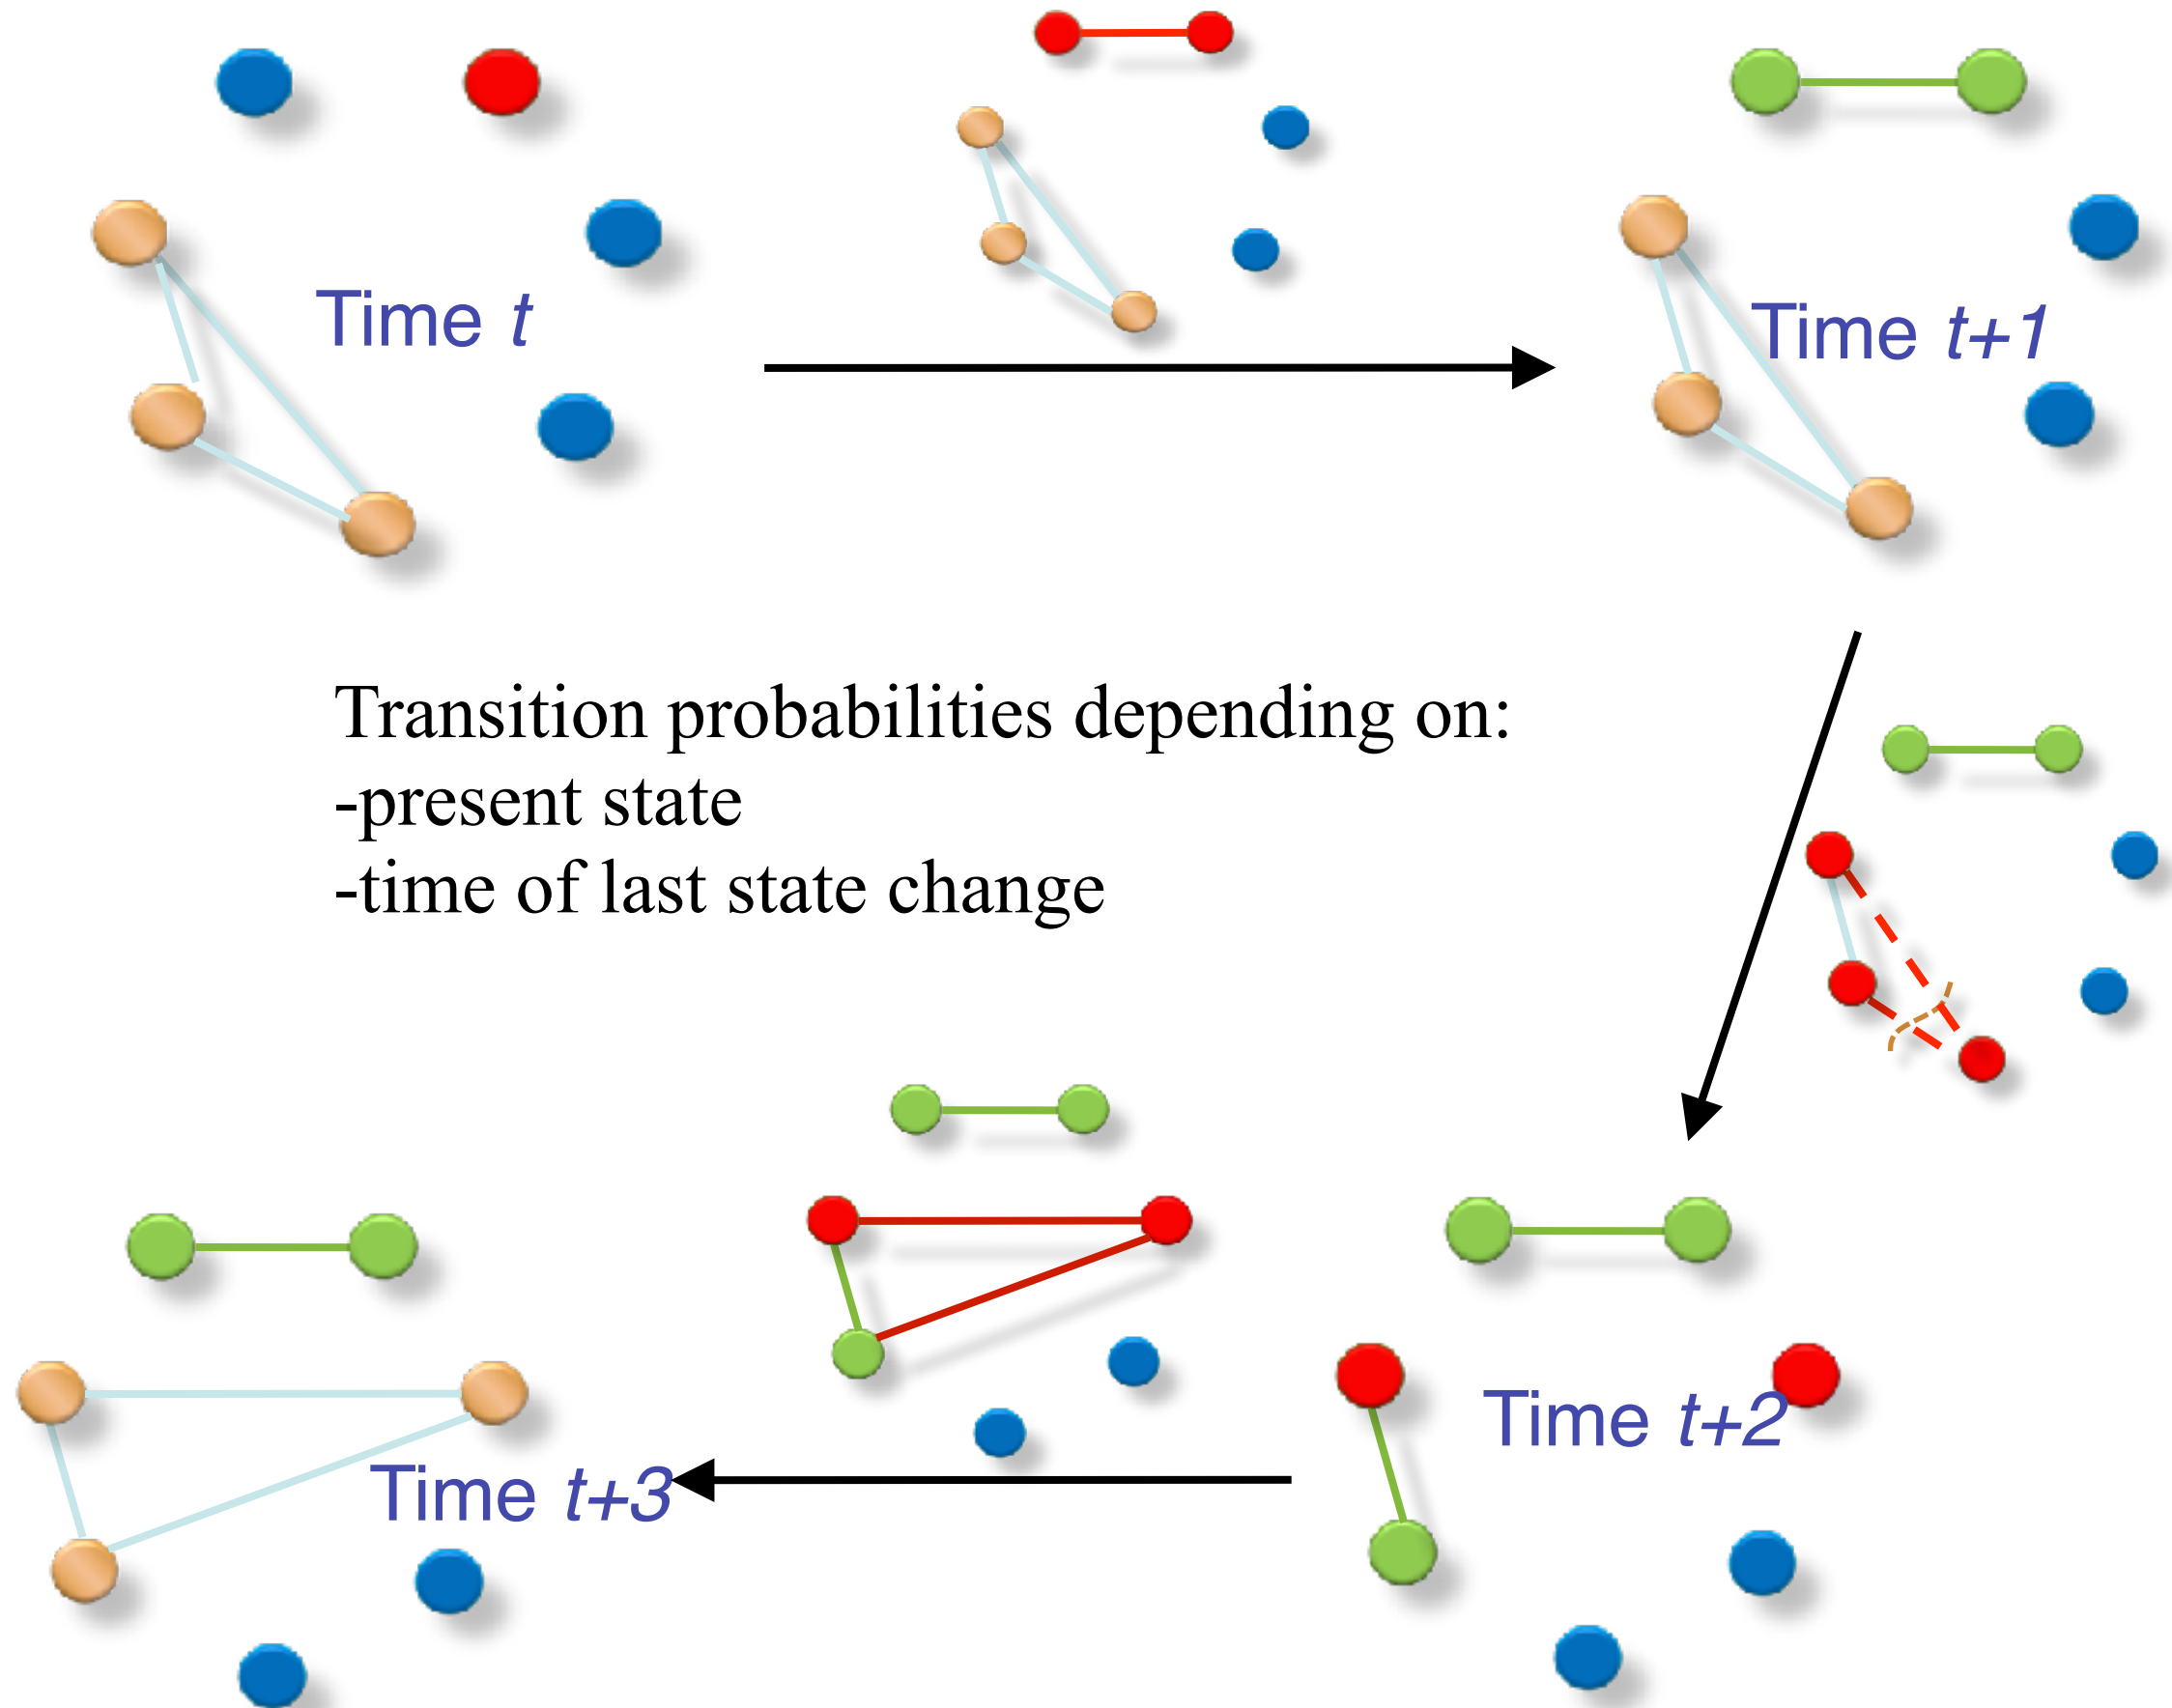 Time t
Time t+1
Transition probabilities depending on:
-present state
-time of last state change
Time t+2
Time t+3